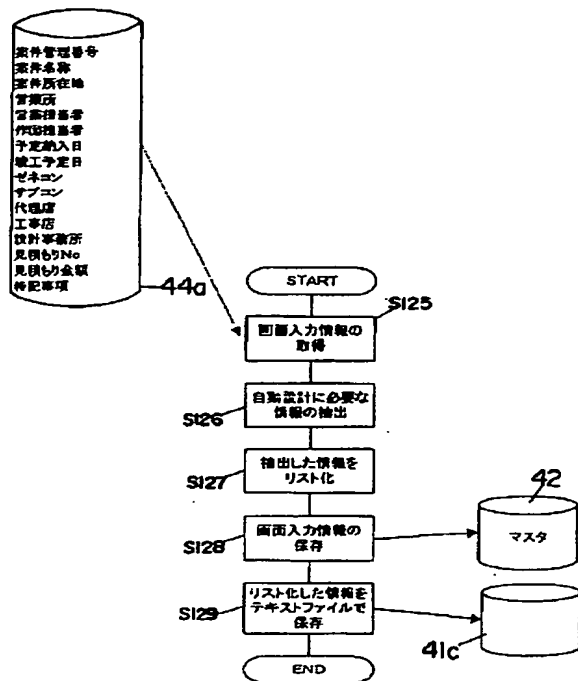 案件管理番号
案件名称
案件所在地
営業所
営業担当者
作図担当者
予定納入日
竣工予定日
ゼネコン
サブコン
代理店
工事店
設計事務所
見積もりNo
見積もり金額
特記事項
44a
START
S125
画面入力情報の
取得
自動設計に必要な
情報の抽出
S126
抽出した情報を
リスト化
S127
画面入力情報の
保存
S128
42
マスタ
リスト化した情報を
テキストファイルで
保存
S129
41c
END